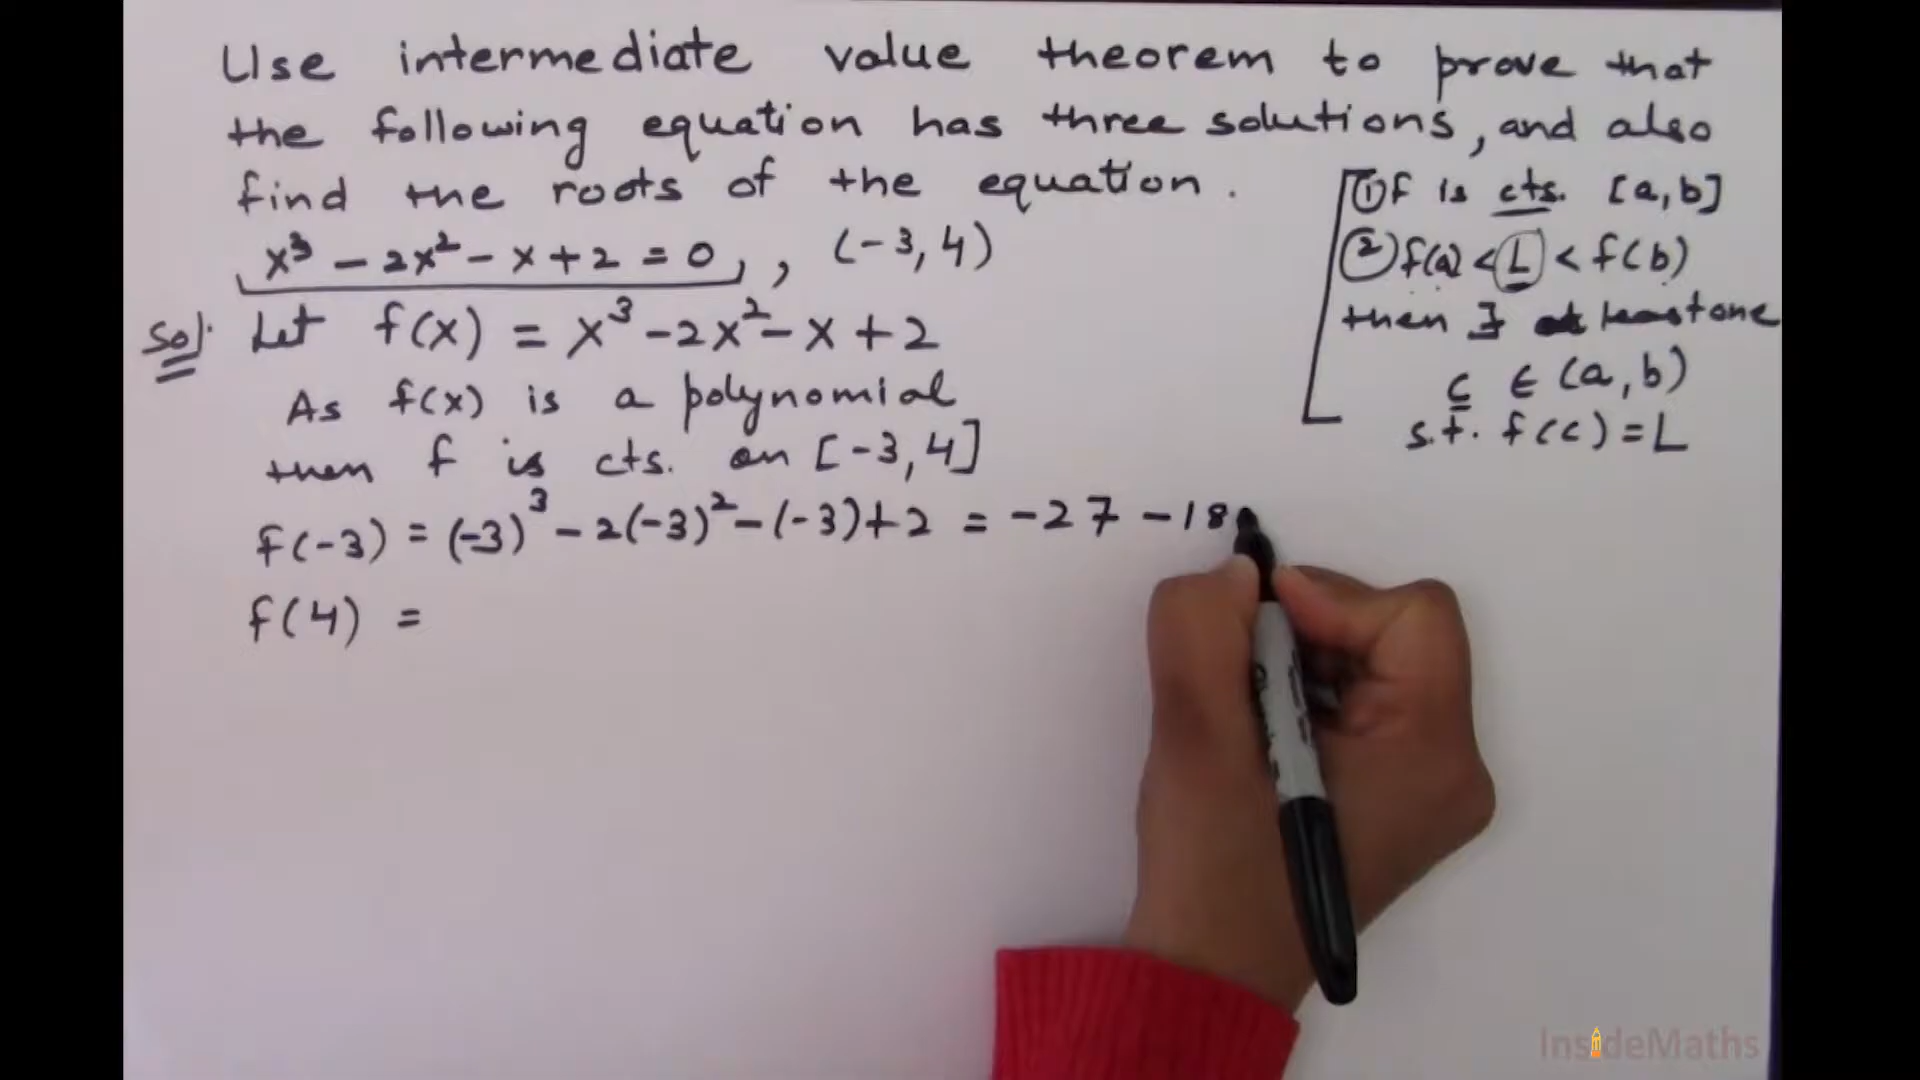 Use intermediate value theorem to prove that
the following equation has three solutions, and also
find the roots of the equation.
x³ - 2x² - x + 2 = 0, , (-3, 4)
Sol. Let f(x) = x³ - 2x² - x + 2
As f(x) is a polynomial
then f is cts. on [-3, 4]
f(-3) = (-3)³ - 2(-3)² - (-3) + 2 = -27 - 18
f(4) =
① f is cts. [a, b]
② f(a) < L < f(b)
then ∃ at least one
c ∈ (a, b)
s.t. f(c) = L
InsideMaths